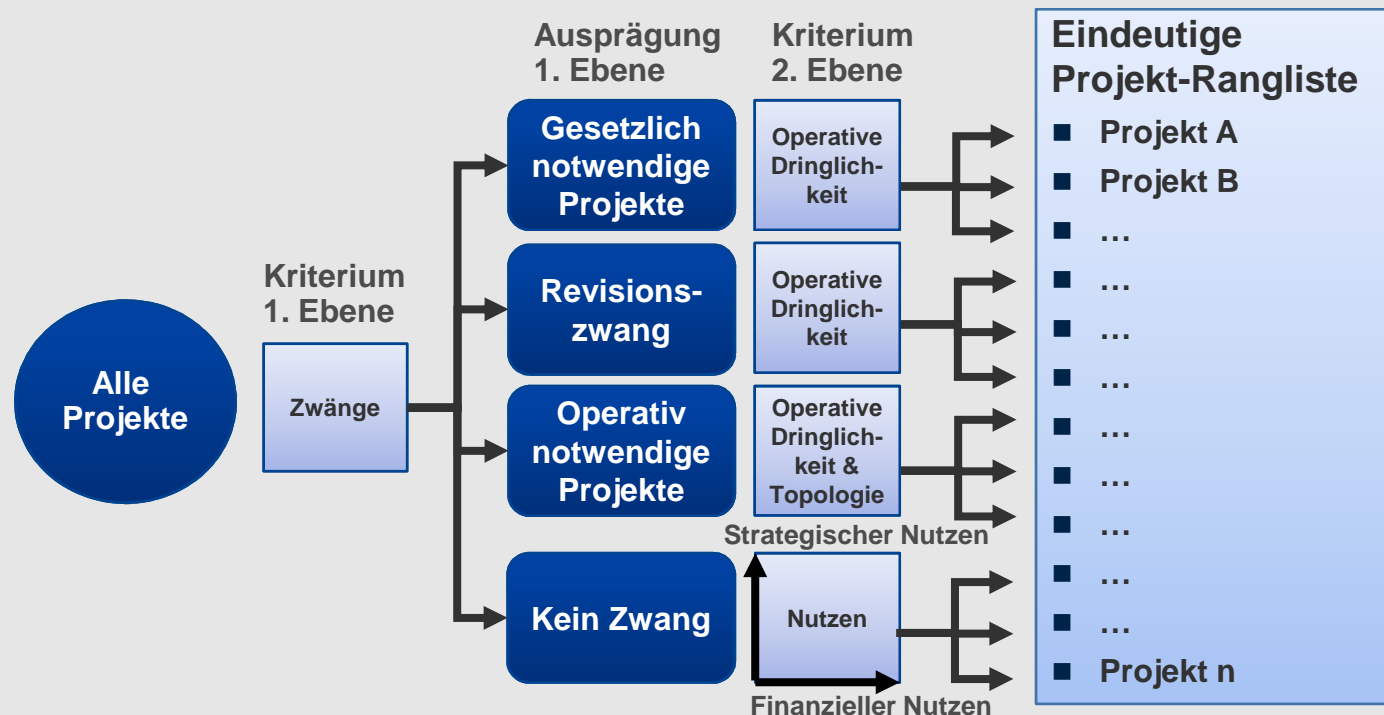 Alle
Projekte
Kriterium
1. Ebene
Zwänge
Ausprägung
1. Ebene
Gesetzlich
notwendige
Projekte
Revisions-
zwang
Operativ
notwendige
Projekte
Kein Zwang
Kriterium
2. Ebene
Operative
Dringlich-
keit
Operative
Dringlich-
keit
Operative
Dringlich-
keit &
Topologie
Strategischer Nutzen
Nutzen
Finanzieller Nutzen
Eindeutige
Projekt-Rangliste
■ Projekt A
■ Projekt B
■ …
■ …
■ …
■ …
■ …
■ …
■ …
■ …
■ …
■ Projekt n